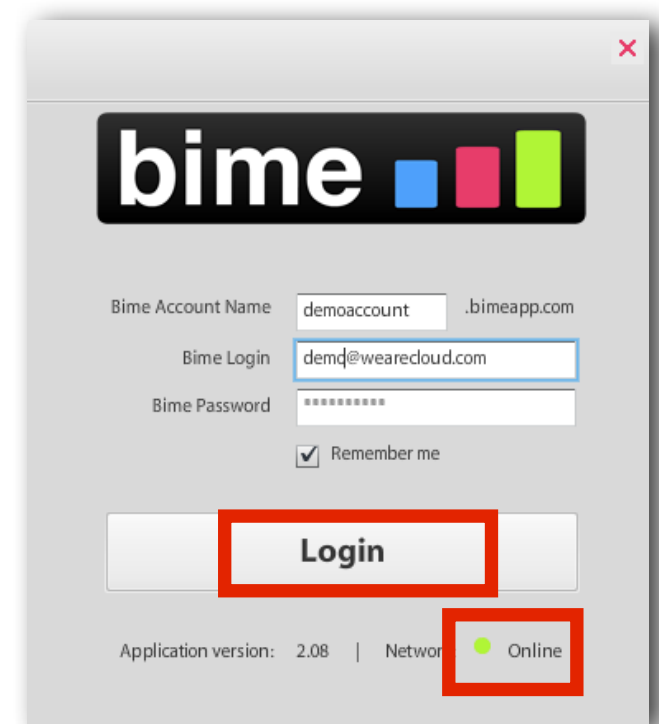 bime
Bime Account Name demoaccount .bimeapp.com
Bime Login demo@wearecloud.com
Bime Password **********
Remember me
Login
Application version: 2.08 | Networ Online